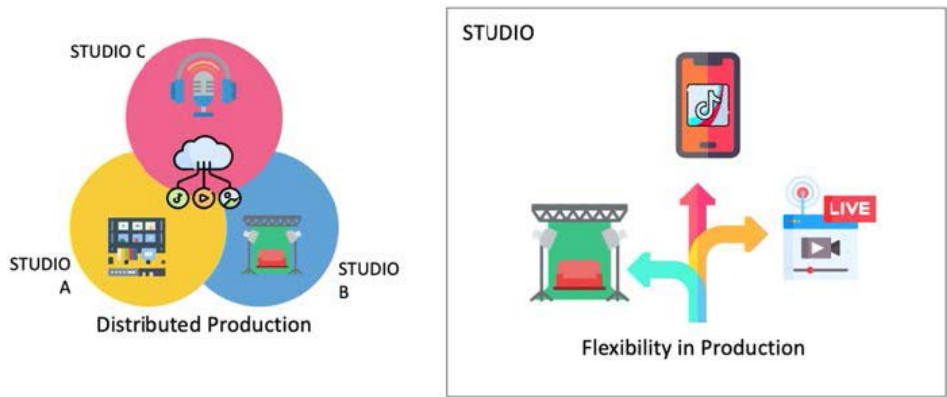 STUDIO C
STUDIO
A
STUDIO
B
Distributed Production
STUDIO
LIVE
Flexibility in Production